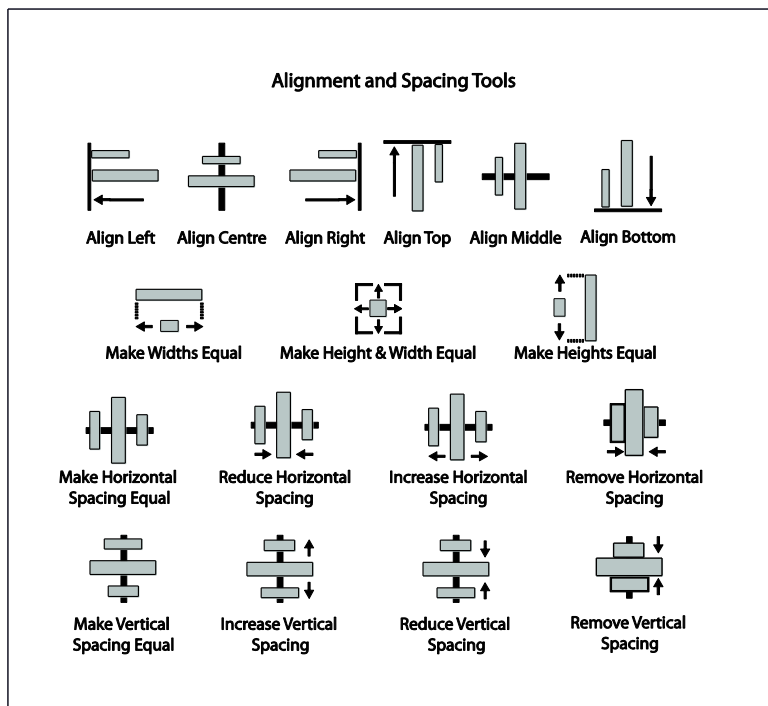 Alignment and Spacing Tools
Align Left Align Centre Align Right Align Top Align Middle Align Bottom
Make Widths Equal Make Height & Width Equal Make Heights Equal
Make Horizontal Spacing Equal
Reduce Horizontal Spacing
Increase Horizontal Spacing
Remove Horizontal Spacing
Make Vertical Spacing Equal
Increase Vertical Spacing
Reduce Vertical Spacing
Remove Vertical Spacing